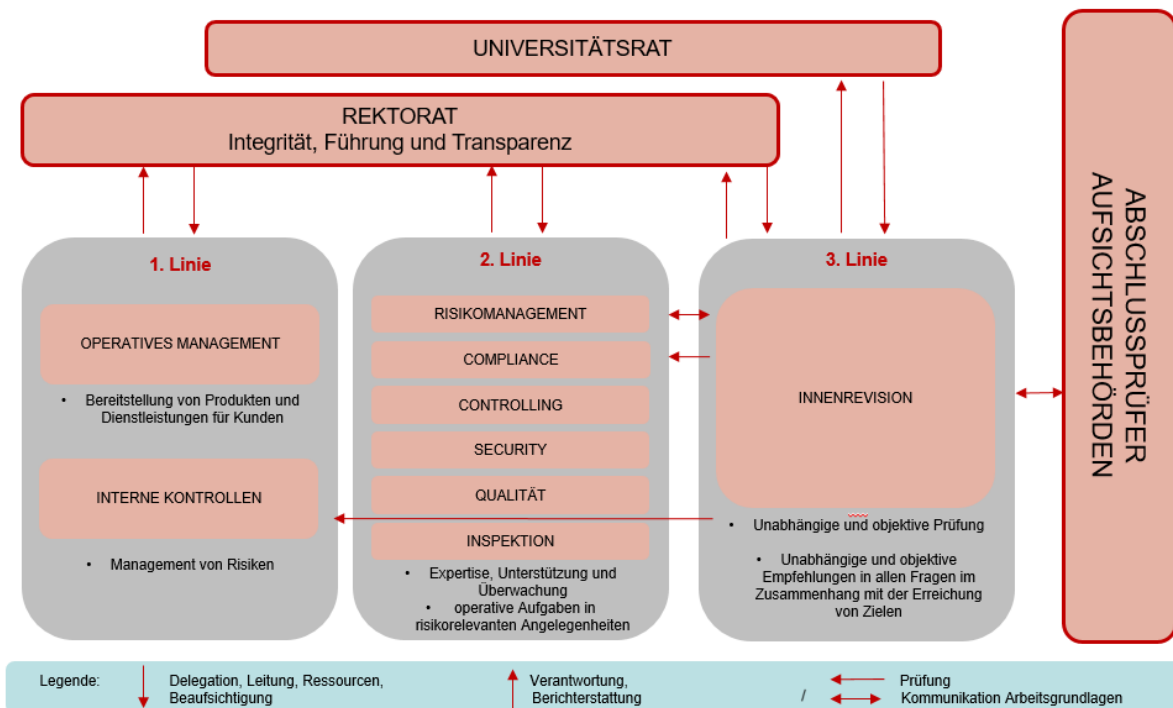 UNIVERSITÄTSRAT
REKTORAT
Integrität, Führung und Transparenz
1. Linie
OPERATIVES MANAGEMENT
• Bereitstellung von Produkten und
Dienstleistungen für Kunden
INTERNE KONTROLLEN
• Management von Risiken
2. Linie
RISIKOMANAGEMENT
COMPLIANCE
CONTROLLING
SECURITY
QUALITÄT
INSPEKTION
• Expertise, Unterstützung und
Überwachung
• operative Aufgaben in
risikorelevanten Angelegenheiten
3. Linie
INNENREVISION
• Unabhängige und objektive Prüfung
• Unabhängige und objektive
Empfehlungen in allen Fragen im
Zusammenhang mit der Erreichung
von Zielen
ABSCHLUSSPRÜFER
AUFSICHTSBEHÖRDEN
Legende:
Delegation, Leitung, Ressourcen,
Beaufsichtigung
Verantwortung,
Berichterstattung
/
Prüfung
Kommunikation Arbeitsgrundlagen